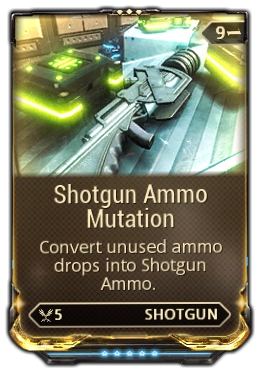 9
Shotgun Ammo
Mutation
Convert unused ammo
drops into Shotgun
Ammo.
5 SHOTGUN